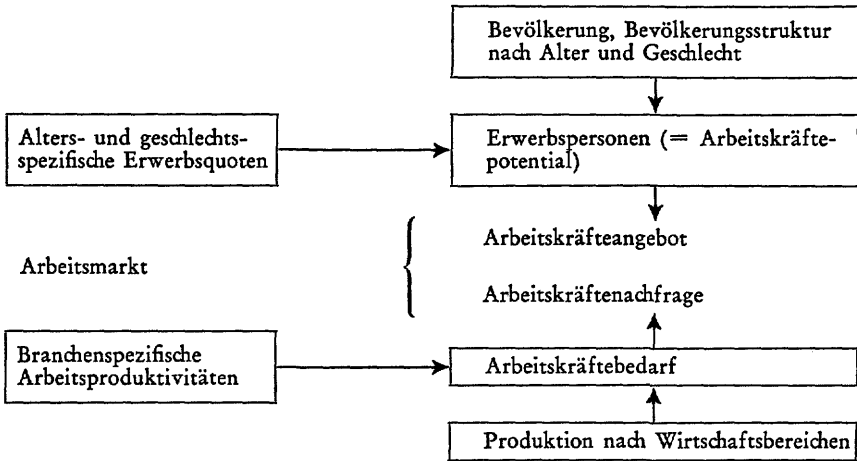 Bevölkerung, Bevölkerungsstruktur
nach Alter und Geschlecht
Alters- und geschlechts-
spezifische Erwerbsquoten
Erwerbspersonen (= Arbeitskräfte-
potential)
Arbeitskräfteangebot
Arbeitsmarkt
Arbeitskräftenachfrage
Branchenspezifische
Arbeitsproduktivitäten
Arbeitskräftebedarf
Produktion nach Wirtschaftsbereichen